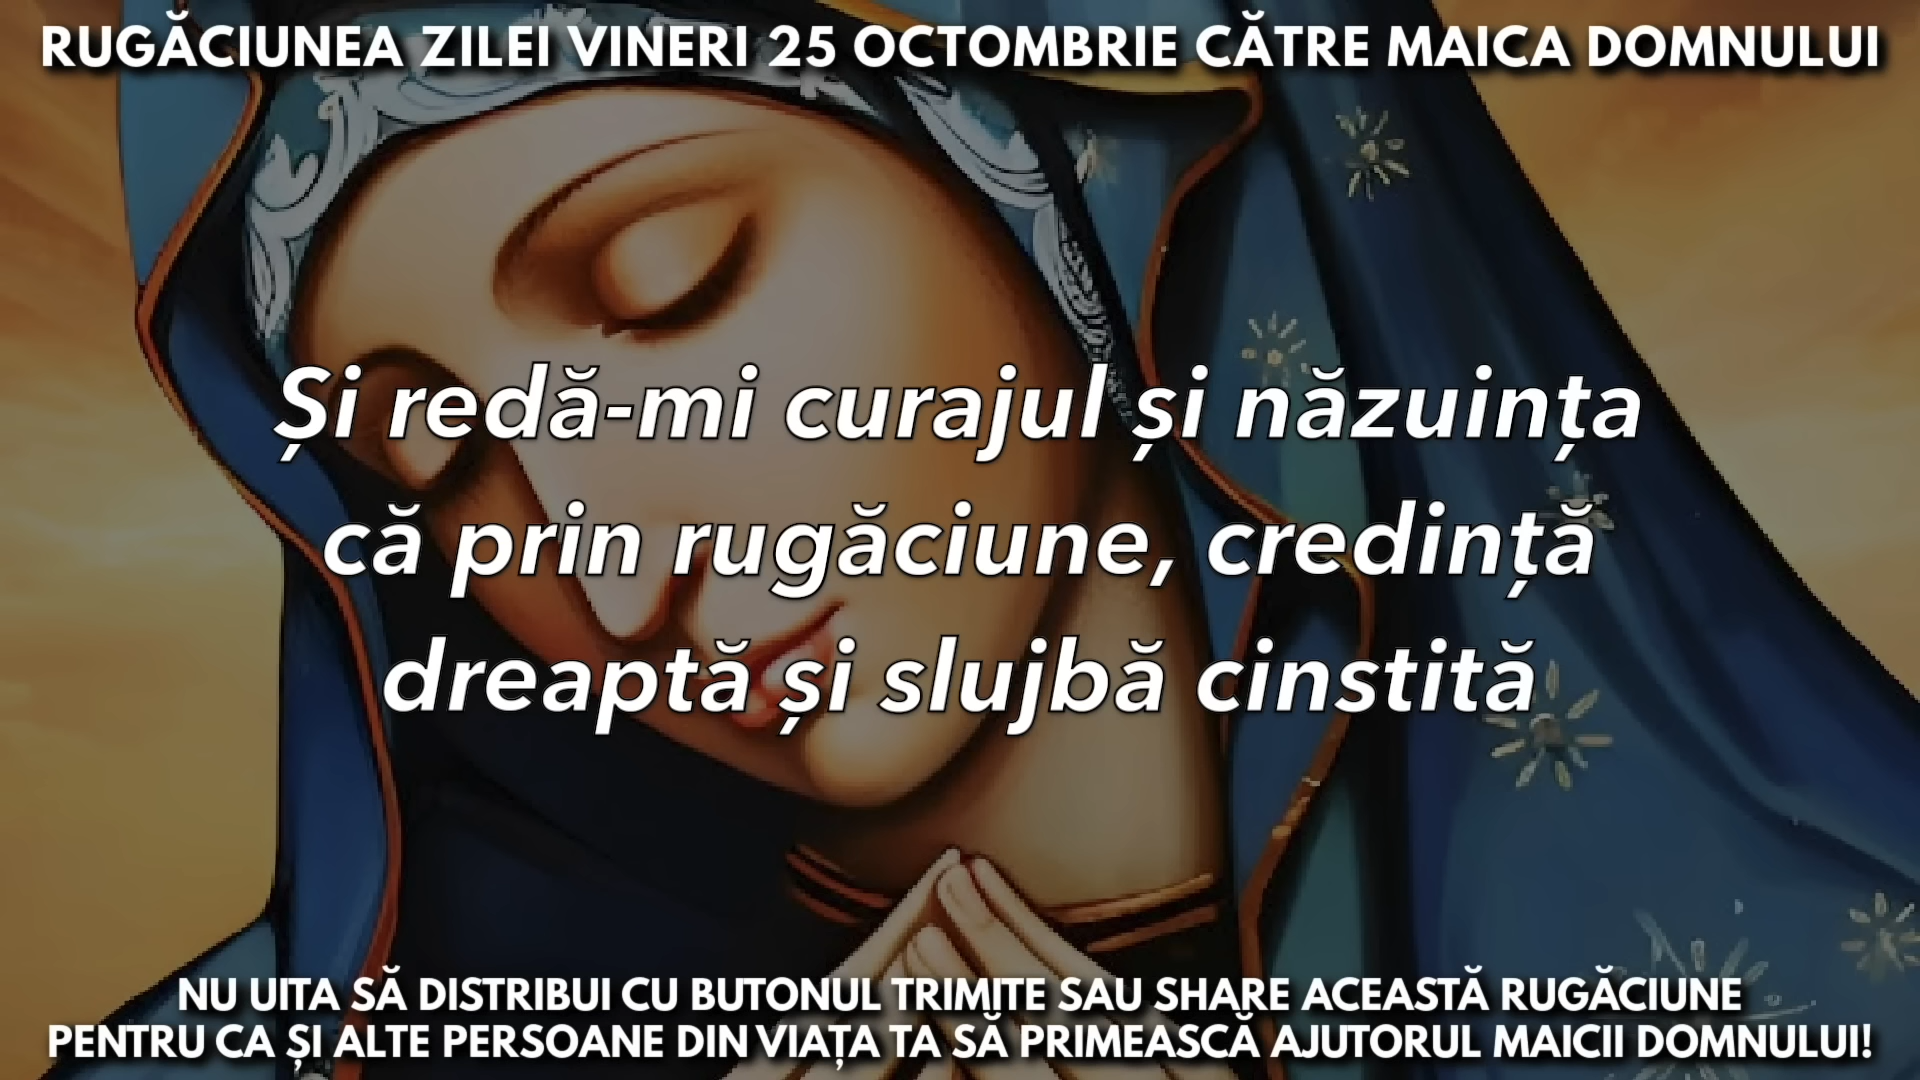 RUGĂCIUNEA ZILEI VINERI 25 OCTOMBRIE CĂTRE MAICA DOMNULUI
Și redă-mi curajul și năzuința
că prin rugăciune, credință
dreaptă și slujbă cinstită
NU UITA SĂ DISTRIBUI CU BUTONUL TRIMITE SAU SHARE ACEASTĂ RUGĂCIUNE
PENTRU CA ȘI ALTE PERSOANE DIN VIAȚA TA SĂ PRIMEASCĂ AJUTORUL MAICII DOMNULUI!